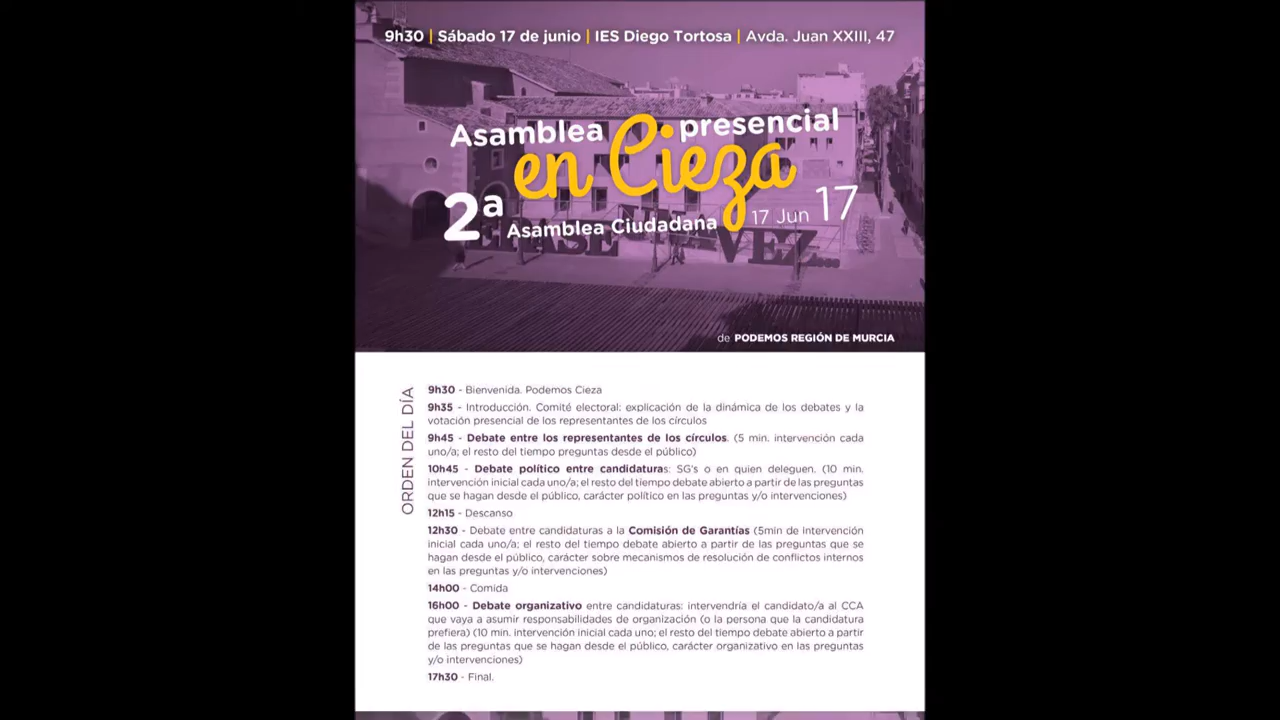 9h30 | Sábado 17 de junio | IES Diego Tortosa | Avda. Juan XXIII, 47
Asamblea presencial
en Cieza
2ª Asamblea Ciudadana 17 Jun 17
ÉRASE UNA VEZ...
de PODEMOS REGIÓN DE MURCIA
ORDEN DEL DÍA
9h30 - Bienvenida. Podemos Cieza
9h35 - Introducción. Comité electoral: explicación de la dinámica de los debates y la
votación presencial de los representantes de los círculos
9h45 - Debate entre los representantes de los círculos. (5 min. intervención cada
uno/a; el resto del tiempo preguntas desde el público)
10h45 - Debate político entre candidaturas: SG's o en quien deleguen. (10 min.
intervención inicial cada uno/a; el resto del tiempo debate abierto a partir de las preguntas
que se hagan desde el público, carácter político en las preguntas y/o intervenciones)
12h15 - Descanso
12h30 - Debate entre candidaturas a la Comisión de Garantías (5min de intervención
inicial cada uno/a; el resto del tiempo debate abierto a partir de las preguntas que se
hagan desde el público, carácter sobre mecanismos de resolución de conflictos internos
en las preguntas y/o intervenciones)
14h00 - Comida
16h00 - Debate organizativo entre candidaturas: intervendría el candidato/a al CCA
que vaya a asumir responsabilidades de organización (o la persona que la candidatura
prefiera) (10 min. intervención inicial cada uno; el resto del tiempo debate abierto a partir
de las preguntas que se hagan desde el público, carácter organizativo en las preguntas
y/o intervenciones)
17h30 - Final.